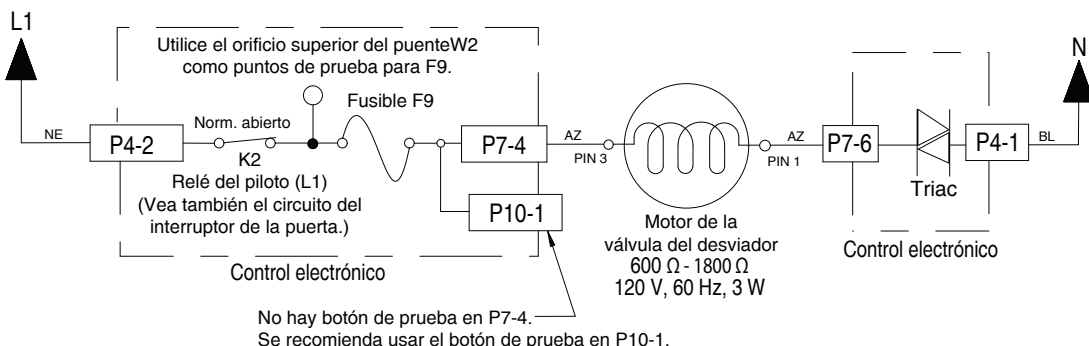 L1
Utilice el orificio superior del puenteW2
como puntos de prueba para F9.
N
Fusible F9
NE
P4-2
Norm. abierto
K2
Relé del piloto (L1)
(Vea también el circuito del
interruptor de la puerta.)
P7-4
P10-1
AZ
PIN 3
AZ
PIN 1
P7-6
Triac
P4-1
BL
Motor de la
válvula del desviador
600 Ω - 1800 Ω
120 V, 60 Hz, 3 W
Control electrónico
Control electrónico
No hay botón de prueba en P7-4.
Se recomienda usar el botón de prueba en P10-1.